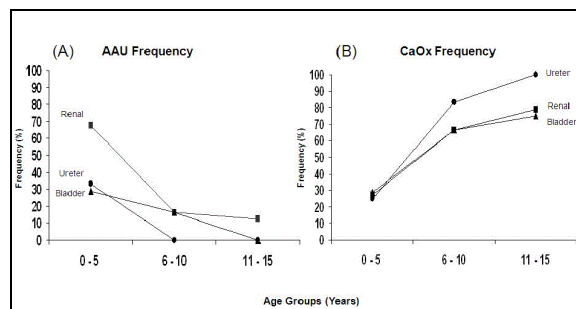 (A) AAU Frequency
Frequency (%)
100
90
80
70
60
50
40
30
20
10
0
Renal
Ureter
Bladder
0 - 5
6 - 10
11 - 15
(B) CaOx Frequency
Frequency (%)
100
90
80
70
60
50
40
30
20
10
0
Ureter
Renal
Bladder
0 - 5
6 - 10
11 - 15
Age Groups (Years)